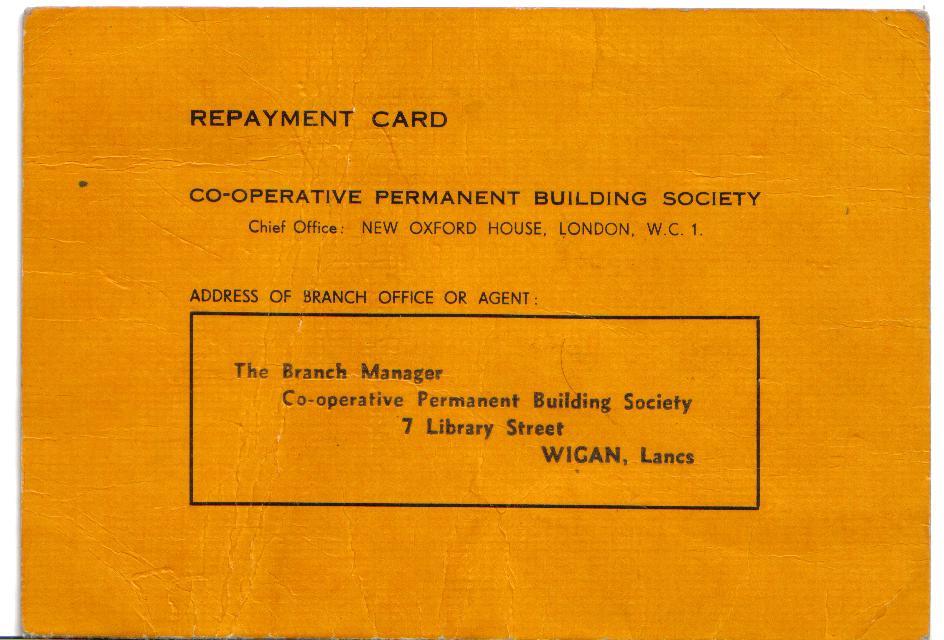 REPAYMENT CARD
CO-OPERATIVE PERMANENT BUILDING SOCIETY
Chief Office: NEW OXFORD HOUSE, LONDON, W.C. 1.
ADDRESS OF BRANCH OFFICE OR AGENT:
The Branch Manager
Co-operative Permanent Building Society
7 Library Street
WIGAN, Lancs